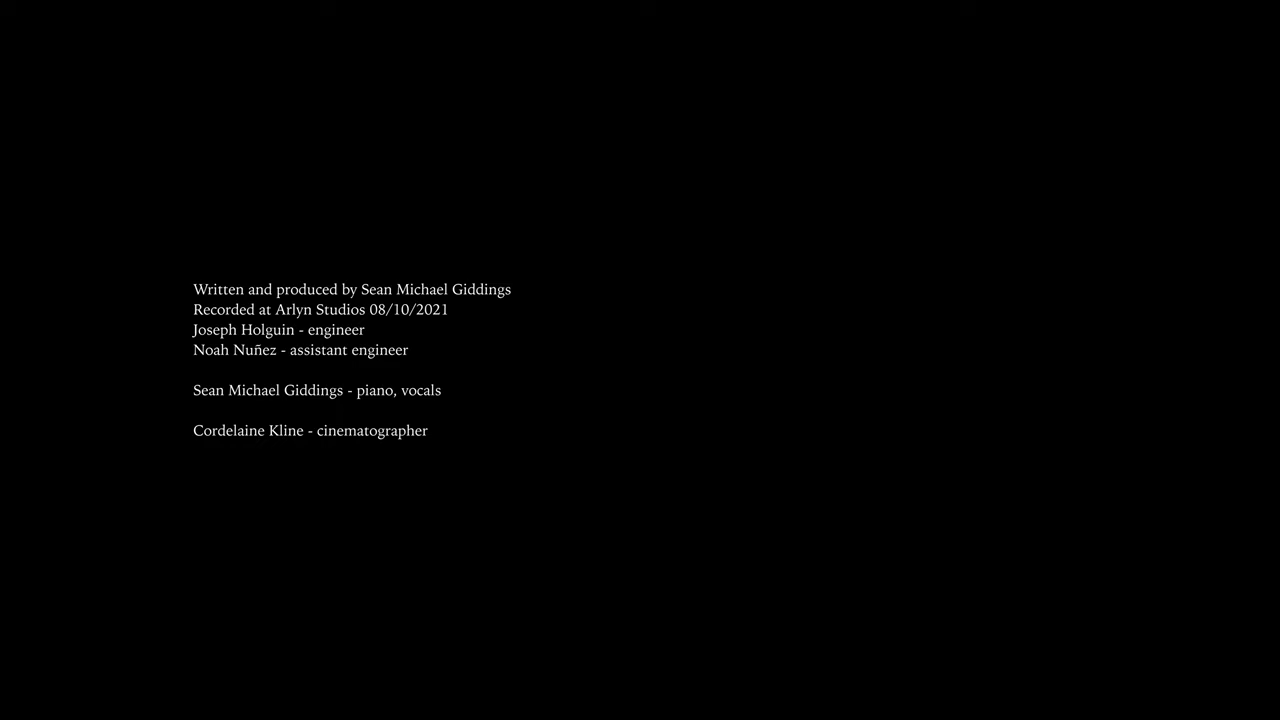 Written and produced by Sean Michael Giddings
Recorded at Arlyn Studios 08/10/2021
Joseph Holguin - engineer
Noah Nuñez - assistant engineer
Sean Michael Giddings - piano, vocals
Cordelaine Kline - cinematographer